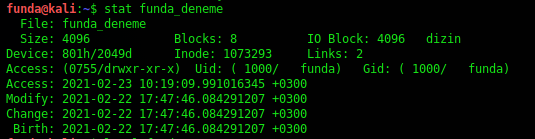 funda@kali:~$ stat funda_deneme
  File: funda_deneme
  Size: 4096            Blocks: 8          IO Block: 4096   dizin
Device: 801h/2049d      Inode: 1073293     Links: 2
Access: (0755/drwxr-xr-x)  Uid: ( 1000/   funda)   Gid: ( 1000/   funda)
Access: 2021-02-23 10:19:09.991016345 +0300
Modify: 2021-02-22 17:47:46.084291207 +0300
Change: 2021-02-22 17:47:46.084291207 +0300
 Birth: 2021-02-22 17:47:46.084291207 +0300